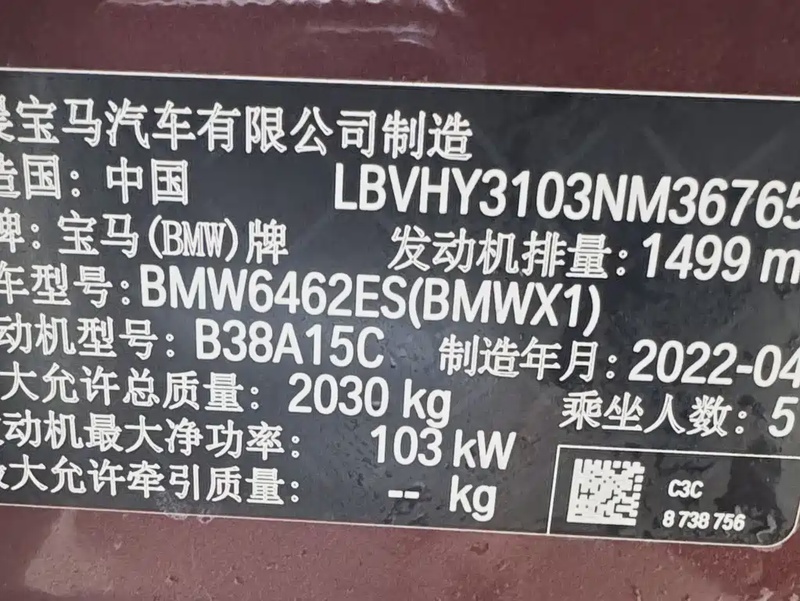 宝马汽车有限公司制造
造国：中国
LBVHY3103NM36765
牌：宝马(BMW)牌
发动机排量：1499 m
车型号：BMW6462ES(BMWX1)
动机型号：B38A15C
制造年月：2022-04
大允许总质量：2030 kg
乘坐人数：5
动机最大净功率：103 kW
大允许牵引质量：-- kg
C3C
8 738 756